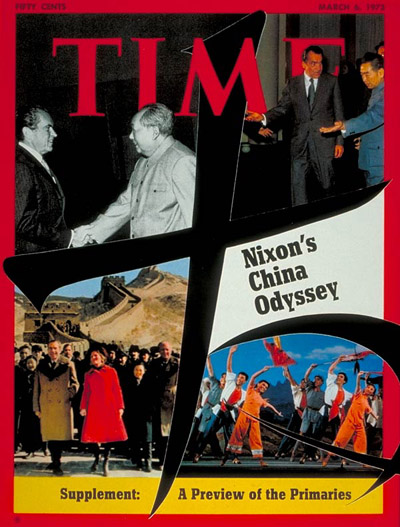 FIFTY CENTS
MARCH 6, 1972
TIME
Nixon's
China
Odyssey
Supplement: A Preview of the Primaries